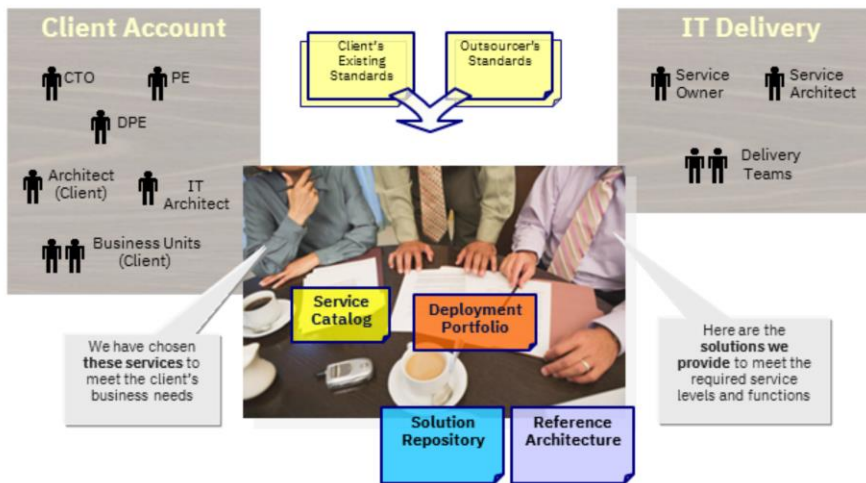 Client Account
CTO
PE
DPE
Architect
(Client)
IT
Architect
Business Units
(Client)
Client's
Existing
Standards
Outsourcer's
Standards
IT Delivery
Service
Owner
Service
Architect
Delivery
Teams
We have chosen
these services to
meet the client's
business needs
Service
Catalog
Deployment
Portfolio
Here are the
solutions we
provide to meet the
required service
levels and functions
Solution
Repository
Reference
Architecture